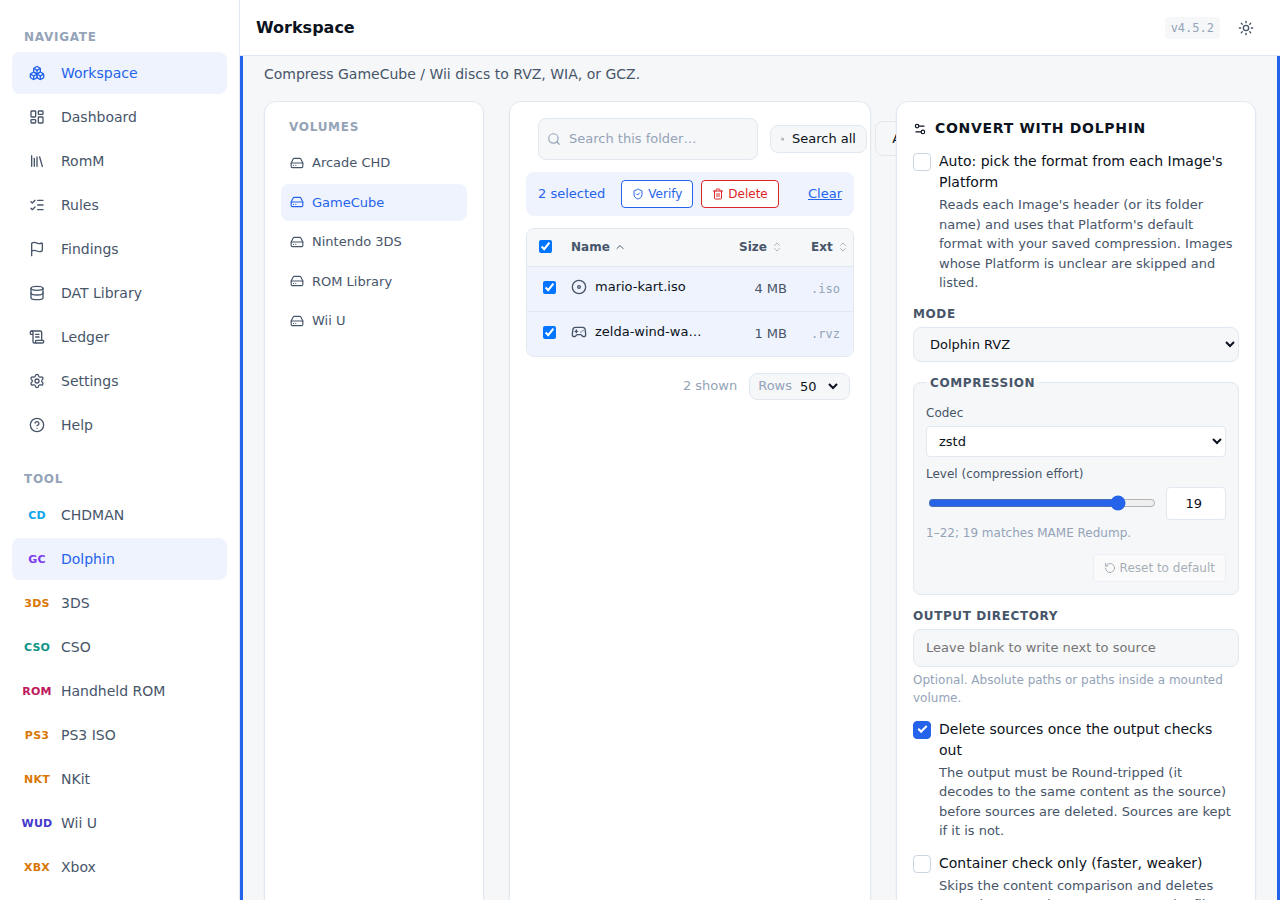 NAVIGATE
Workspace
Dashboard
RomM
Rules
Findings
DAT Library
Ledger
Settings
Help
TOOL
CD CHDMAN
GC Dolphin
3DS 3DS
CSO CSO
ROM Handheld ROM
PS3 PS3 ISO
NKT NKit
WUD Wii U
XBX Xbox
Workspace
v4.5.2
Compress GameCube / Wii discs to RVZ, WIA, or GCZ.
VOLUMES
Arcade CHD
GameCube
Nintendo 3DS
ROM Library
Wii U
Search this folder…
Search all
2 selected
Verify
Delete
Clear
Name
Size
Ext
mario-kart.iso 4 MB .iso
zelda-wind-wa… 1 MB .rvz
2 shown
Rows 50
CONVERT WITH DOLPHIN
Auto: pick the format from each Image's
Platform
Reads each Image's header (or its folder
name) and uses that Platform's default
format with your saved compression. Images
whose Platform is unclear are skipped and
listed.
MODE
Dolphin RVZ
COMPRESSION
Codec
zstd
Level (compression effort)
19
1–22; 19 matches MAME Redump.
Reset to default
OUTPUT DIRECTORY
Leave blank to write next to source
Optional. Absolute paths or paths inside a mounted
volume.
Delete sources once the output checks
out
The output must be Round-tripped (it
decodes to the same content as the source)
before sources are deleted. Sources are kept
if it is not.
Container check only (faster, weaker)
Skips the content comparison and deletes